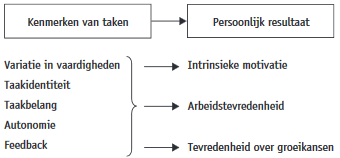 Kenmerken van taken
Persoonlijk resultaat
Variatie in vaardigheden
Intrinsieke motivatie
Taakidentiteit
Taakbelang
Arbeidstevredenheid
Autonomie
Feedback
Tevredenheid over groeikansen